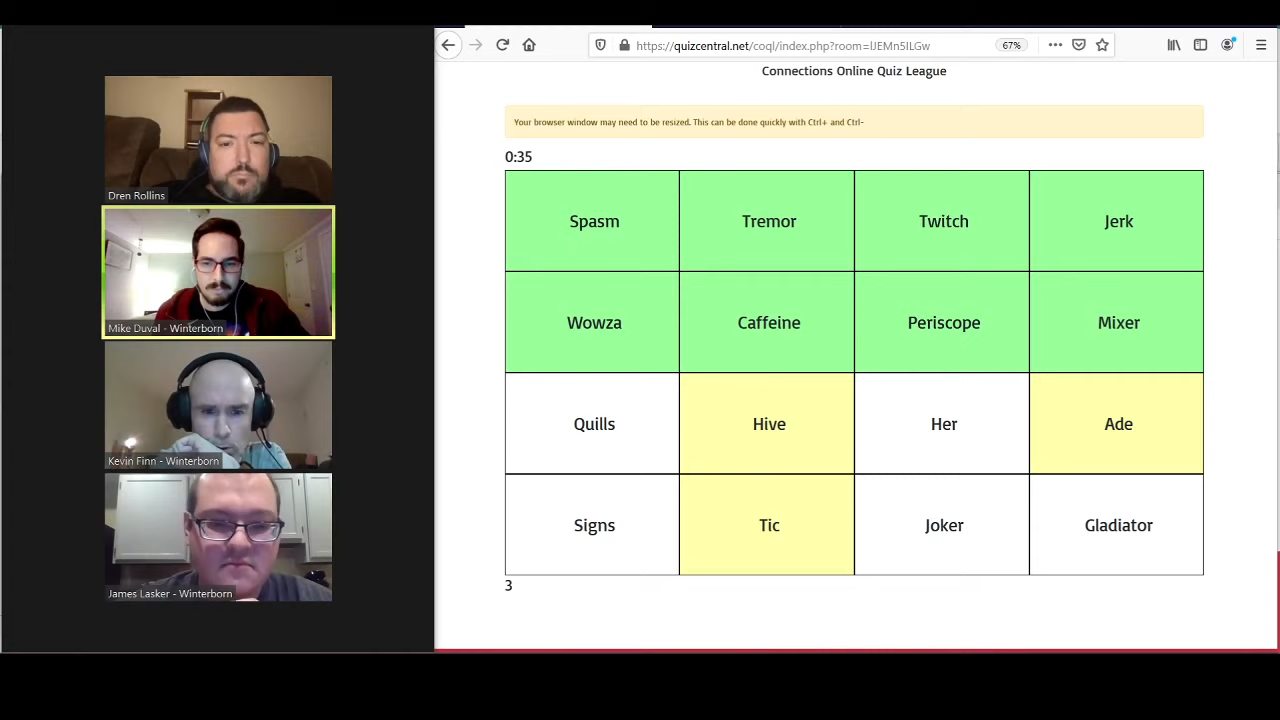 https://quizcentral.net/coql/index.php?room=lJEMn5ILGw
67%
Connections Online Quiz League
Your browser window may need to be resized. This can be done quickly with Ctrl+ and Ctrl-
0:35
Spasm Tremor Twitch Jerk
Wowza Caffeine Periscope Mixer
Quills Hive Her Ade
Signs Tic Joker Gladiator
3
Dren Rollins
Mike Duval - Winterborn
Kevin Finn - Winterborn
James Lasker - Winterborn